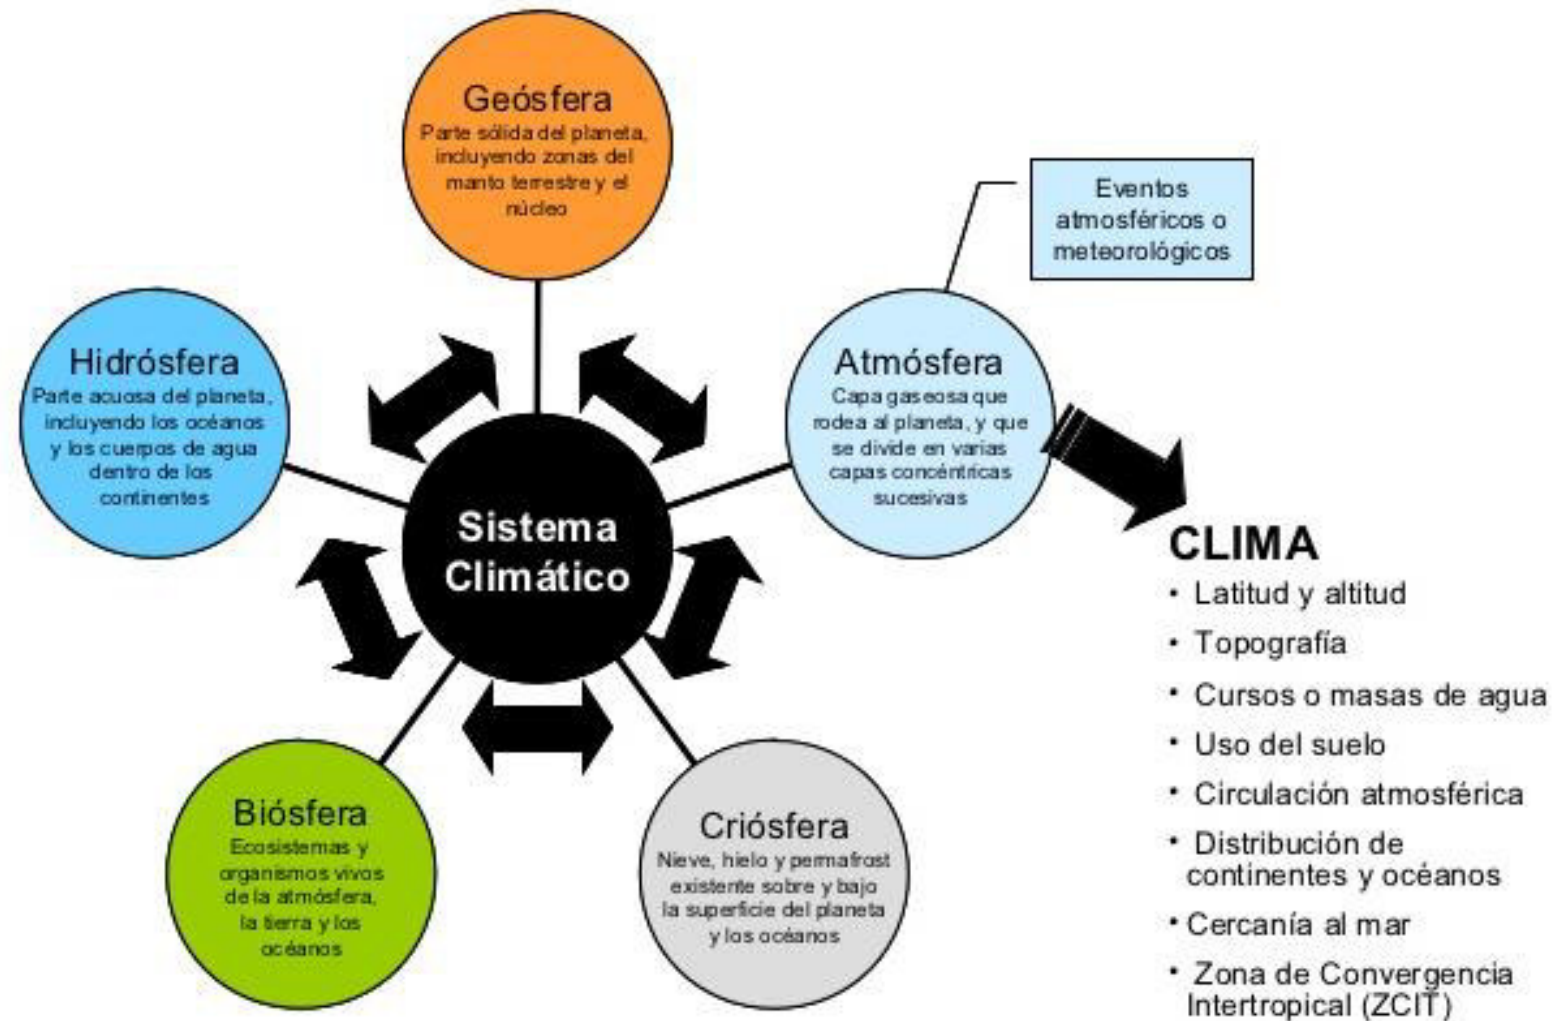 Geósfera
Parte sólida del planeta,
incluyendo zonas del
manto terrestre y el
núcleo
Eventos
atmosféricos o
meteorológicos
Hidrósfera
Parte acuosa del planeta,
incluyendo los océanos
y los cuerpos de agua
dentro de los
continentes
Atmósfera
Capa gaseosa que
rodea al planeta, y que
se divide en varias
capas concéntricas
sucesivas
Sistema
Climático
Biósfera
Ecosistemas y
organismos vivos
de la atmósfera,
la tierra y los
océanos
Criósfera
Nieve, hielo y permafrost
existente sobre y bajo
la superficie del planeta
y los océanos
CLIMA
• Latitud y altitud
• Topografía
• Cursos o masas de agua
• Uso del suelo
• Circulación atmosférica
• Distribución de
continentes y océanos
• Cercanía al mar
• Zona de Convergencia
Intertropical (ZCIT)